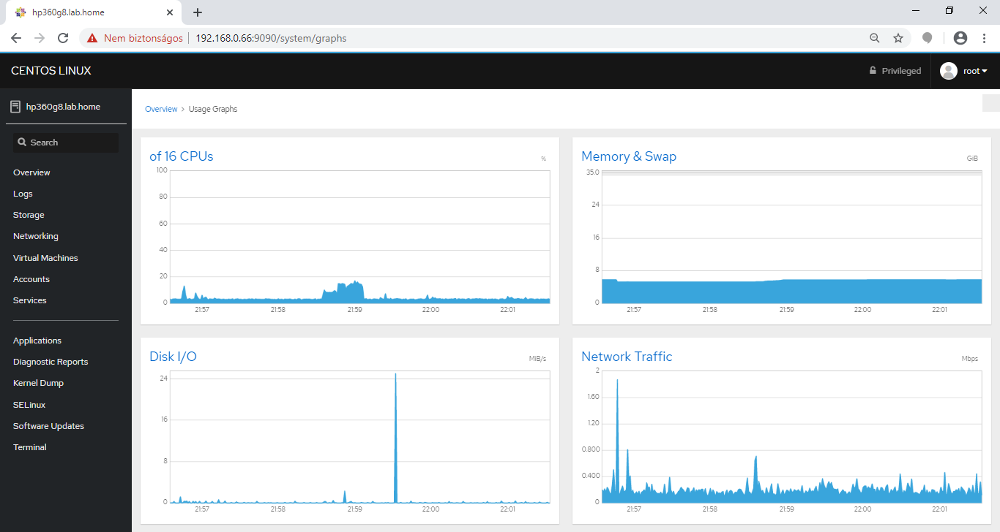 hp360g8.lab.home
Nem biztonságos
192.168.0.66:9090/system/graphs
CENTOS LINUX
Privileged
root
hp360g8.lab.home
Search
Overview
Logs
Storage
Networking
Virtual Machines
Accounts
Services
Applications
Diagnostic Reports
Kernel Dump
SELinux
Software Updates
Terminal
Overview > Usage Graphs
of 16 CPUs
%
100
80
60
40
20
0
21:57 21:58 21:59 22:00 22:01
Memory & Swap
GiB
35.0
24
16
8
0
21:57 21:58 21:59 22:00 22:01
Disk I/O
MiB/s
24
16
8
0
21:57 21:58 21:59 22:00 22:01
Network Traffic
Mbps
2
1.60
1.20
0.800
0.400
0
21:57 21:58 21:59 22:00 22:01